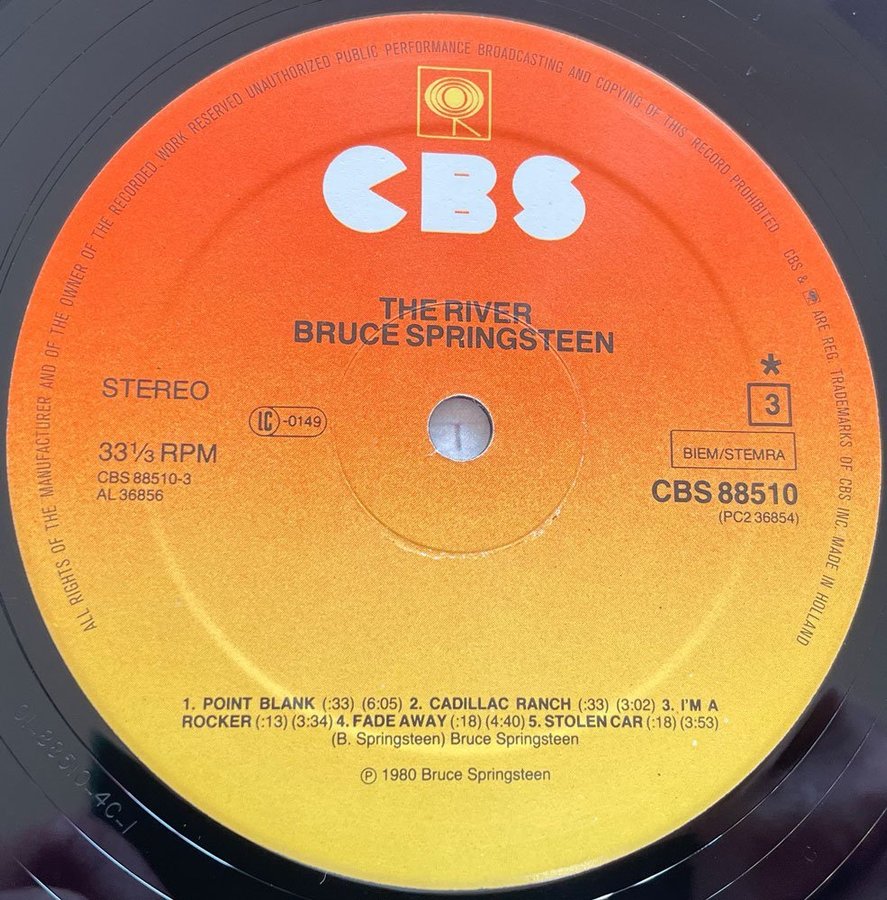 ALL RIGHTS OF THE MANUFACTURER AND OF THE OWNER OF THE RECORDED WORK RESERVED UNAUTHORIZED PUBLIC PERFORMANCE BROADCASTING AND COPYING OF THIS RECORD PROHIBITED CBS & ARE REG. TRADEMARKS OF CBS INC. MADE IN HOLLAND
CBS
THE RIVER
BRUCE SPRINGSTEEN
STEREO
LC-0149
*
3
33⅓ RPM
BIEM/STEMRA
CBS 88510-3
AL 36856
CBS 88510
(PC2 36854)
1. POINT BLANK (:33) (6:05) 2. CADILLAC RANCH (:33) (3:02) 3. I'M A
ROCKER (:13) (3:34) 4. FADE AWAY (:18) (4:40) 5. STOLEN CAR (:18) (3:53)
(B. Springsteen) Bruce Springsteen
℗ 1980 Bruce Springsteen